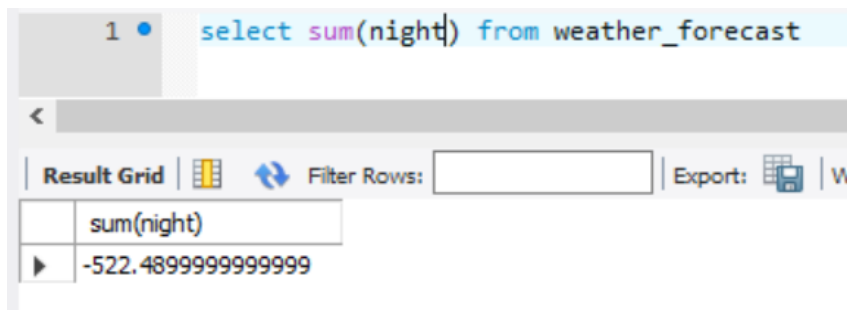 1 select sum(night) from weather_forecast
Result Grid Filter Rows: Export: W
sum(night)
-522.4899999999999